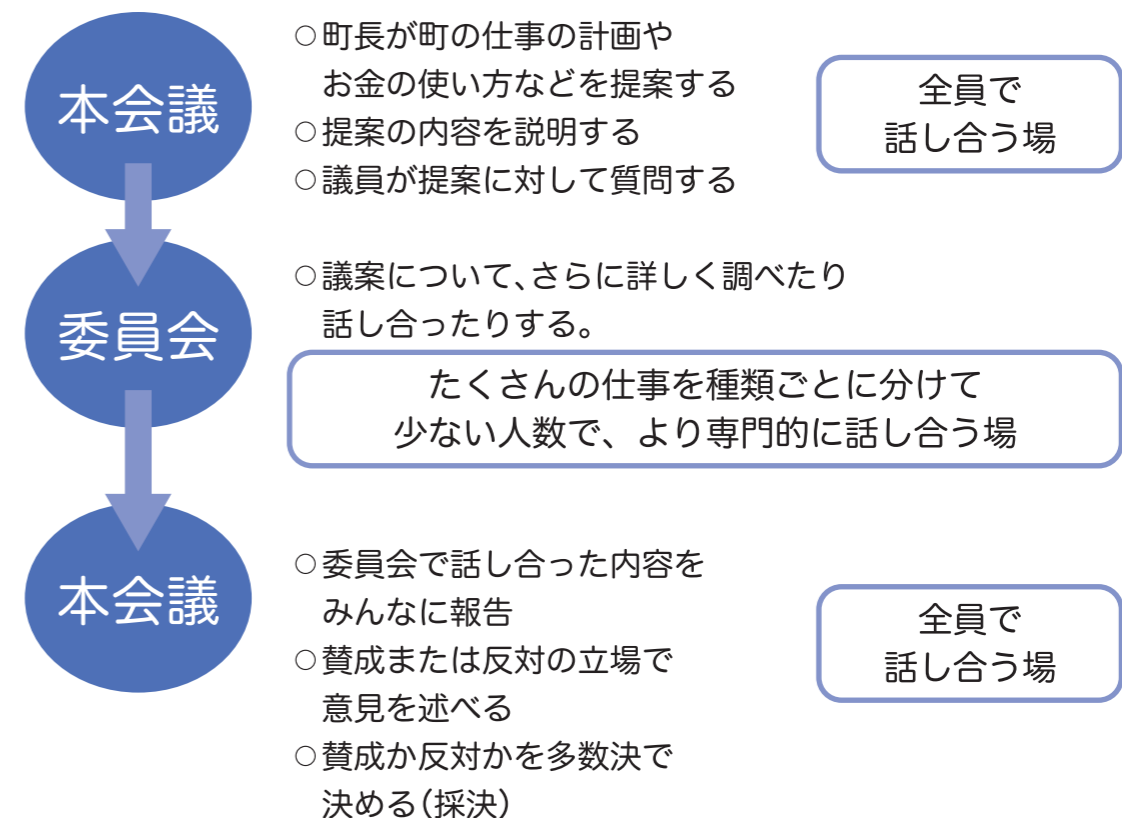 本会議
○町長が町の仕事の計画や
お金の使い方などを提案する
○提案の内容を説明する
○議員が提案に対して質問する
全員で
話し合う場
委員会
○議案について、さらに詳しく調べたり
話し合ったりする。
たくさんの仕事を種類ごとに分けて
少ない人数で、より専門的に話し合う場
本会議
○委員会で話し合った内容を
みんなに報告
○賛成または反対の立場で
意見を述べる
○賛成か反対かを多数決で
決める(採決)
全員で
話し合う場